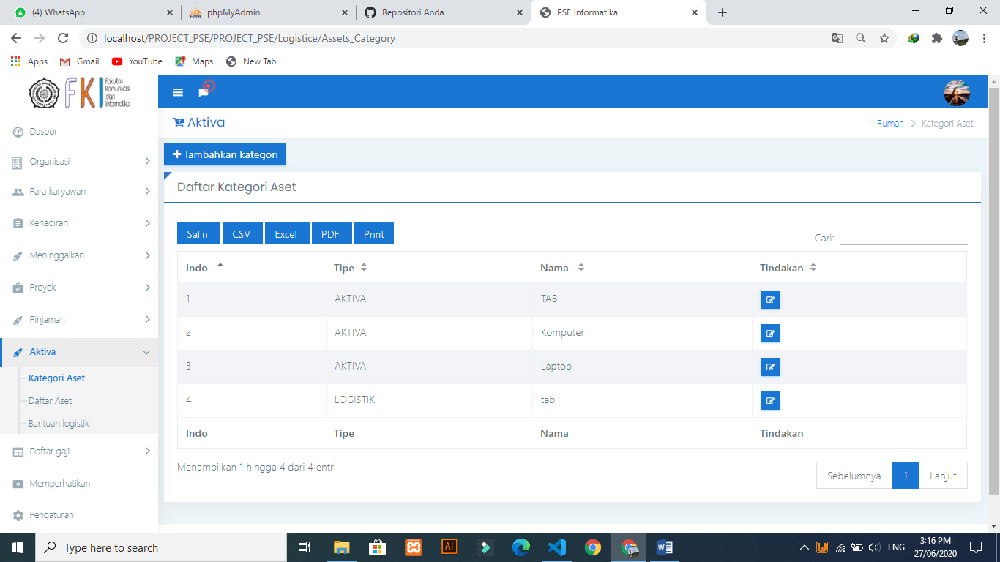 (4) WhatsApp
phpMyAdmin
Repositori Anda
PSE Informatika
localhost/PROJECT_PSE/PROJECT_PSE/Logistice/Assets_Category
Apps
Gmail
YouTube
Maps
New Tab
FKI
Fakultas
Komunikasi
dan
Informatika
Dasbor
Organisasi
Para karyawan
Kehadiran
Meninggalkan
Proyek
Pinjaman
Aktiva
Kategori Aset
Daftar Aset
Bantuan logistik
Daftar gaji
Memperhatikan
Pengaturan
Aktiva
Rumah > Kategori Aset
Tambahkan kategori
Daftar Kategori Aset
Salin CSV Excel PDF Print
Cari:
Indo Tipe Nama Tindakan
1 AKTIVA TAB
2 AKTIVA Komputer
3 AKTIVA Laptop
4 LOGISTIK tab
Indo Tipe Nama Tindakan
Menampilkan 1 hingga 4 dari 4 entri
Sebelumnya 1 Lanjut
Type here to search
Ai
ENG
3:16 PM
27/06/2020